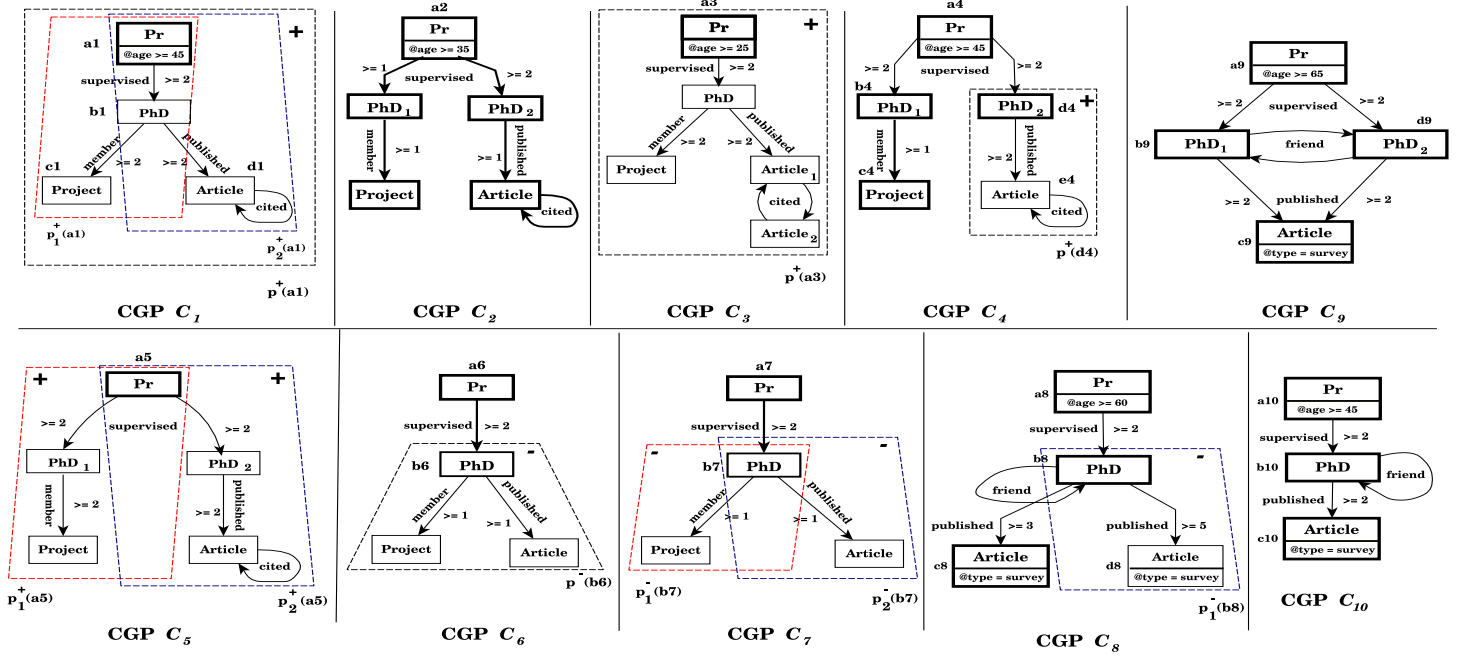 a1
Pr
@age >= 45
supervised >= 2
b1
PhD
member >= 2
published >= 2
c1
Project
d1
Article
cited
+
p1+(a1)
p2+(a1)
p+(a1)
CGP C1
a2
Pr
@age >= 35
>= 1 supervised >= 2
PhD1
PhD2
member >= 1
published >= 1
Project
Article
cited
CGP C2
a3
Pr
@age >= 25
supervised >= 2
PhD
member >= 2
published >= 2
Project
Article1
cited
Article2
+
p+(a3)
CGP C3
a4
Pr
@age >= 45
>= 2 supervised >= 2
b4
PhD1
PhD2
d4
+
member >= 1
published >= 2
c4
Project
e4
Article
cited
p+(d4)
CGP C4
a9
Pr
@age >= 65
>= 2 supervised >= 2
b9
PhD1
friend
d9
PhD2
>= 2 published >= 2
c9
Article
@type = survey
CGP C9
a5
+
Pr
+
>= 2 supervised >= 2
PhD 1
PhD 2
member >= 2
published >= 2
Project
Article
cited
p1+(a5)
p2+(a5)
CGP C5
a6
Pr
supervised >= 2
b6
PhD
-
member >= 1
published >= 1
Project
Article
p-(b6)
CGP C6
a7
Pr
supervised >= 2
-
b7
PhD
-
member >= 1
published >= 1
Project
Article
p1-(b7)
p2-(b7)
CGP C7
a8
Pr
@age >= 60
supervised >= 2
b8
PhD
-
friend
published >= 3
published >= 5
c8
Article
@type = survey
d8
Article
@type = survey
p1-(b8)
CGP C8
a10
Pr
@age >= 45
supervised >= 2
b10
PhD
friend
published >= 2
c10
Article
@type = survey
CGP C10